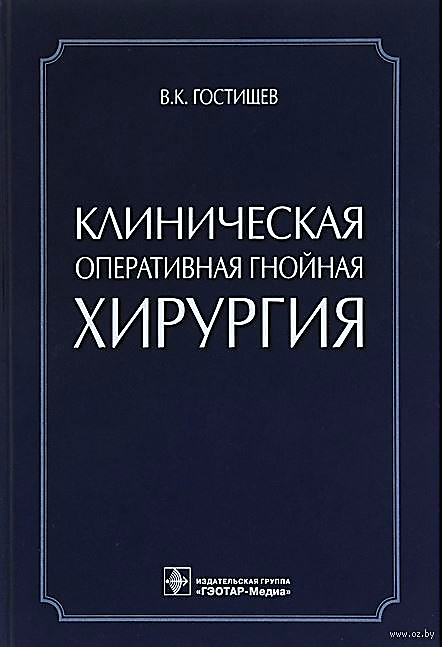 В.К. ГОСТИЩЕВ
КЛИНИЧЕСКАЯ
ОПЕРАТИВНАЯ ГНОЙНАЯ
ХИРУРГИЯ
ИЗДАТЕЛЬСКАЯ ГРУППА
«ГЭОТАР-Медиа»
www.oz.by